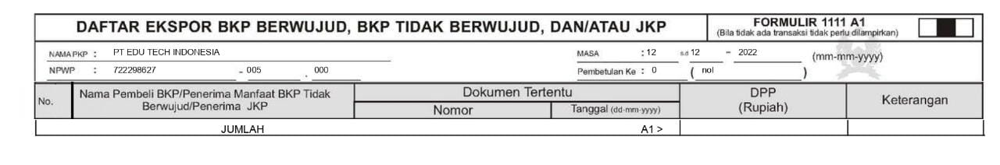 DAFTAR EKSPOR BKP BERWUJUD, BKP TIDAK BERWUJUD, DAN/ATAU JKP
FORMULIR 1111 A1
(Bila tidak ada transaksi tidak perlu dilampirkan)
NAMA PKP : PT EDU TECH INDONESIA
MASA : 12 s.d 12 – 2022 (mm-mm-yyyy)
NPWP : 722298627 – 005 . 000
Pembetulan Ke : 0 ( nol )
No.
Nama Pembeli BKP/Penerima Manfaat BKP Tidak
Berwujud/Penerima JKP
Dokumen Tertentu
Nomor
Tanggal (dd-mm-yyyy)
DPP
(Rupiah)
Keterangan
JUMLAH A1 >